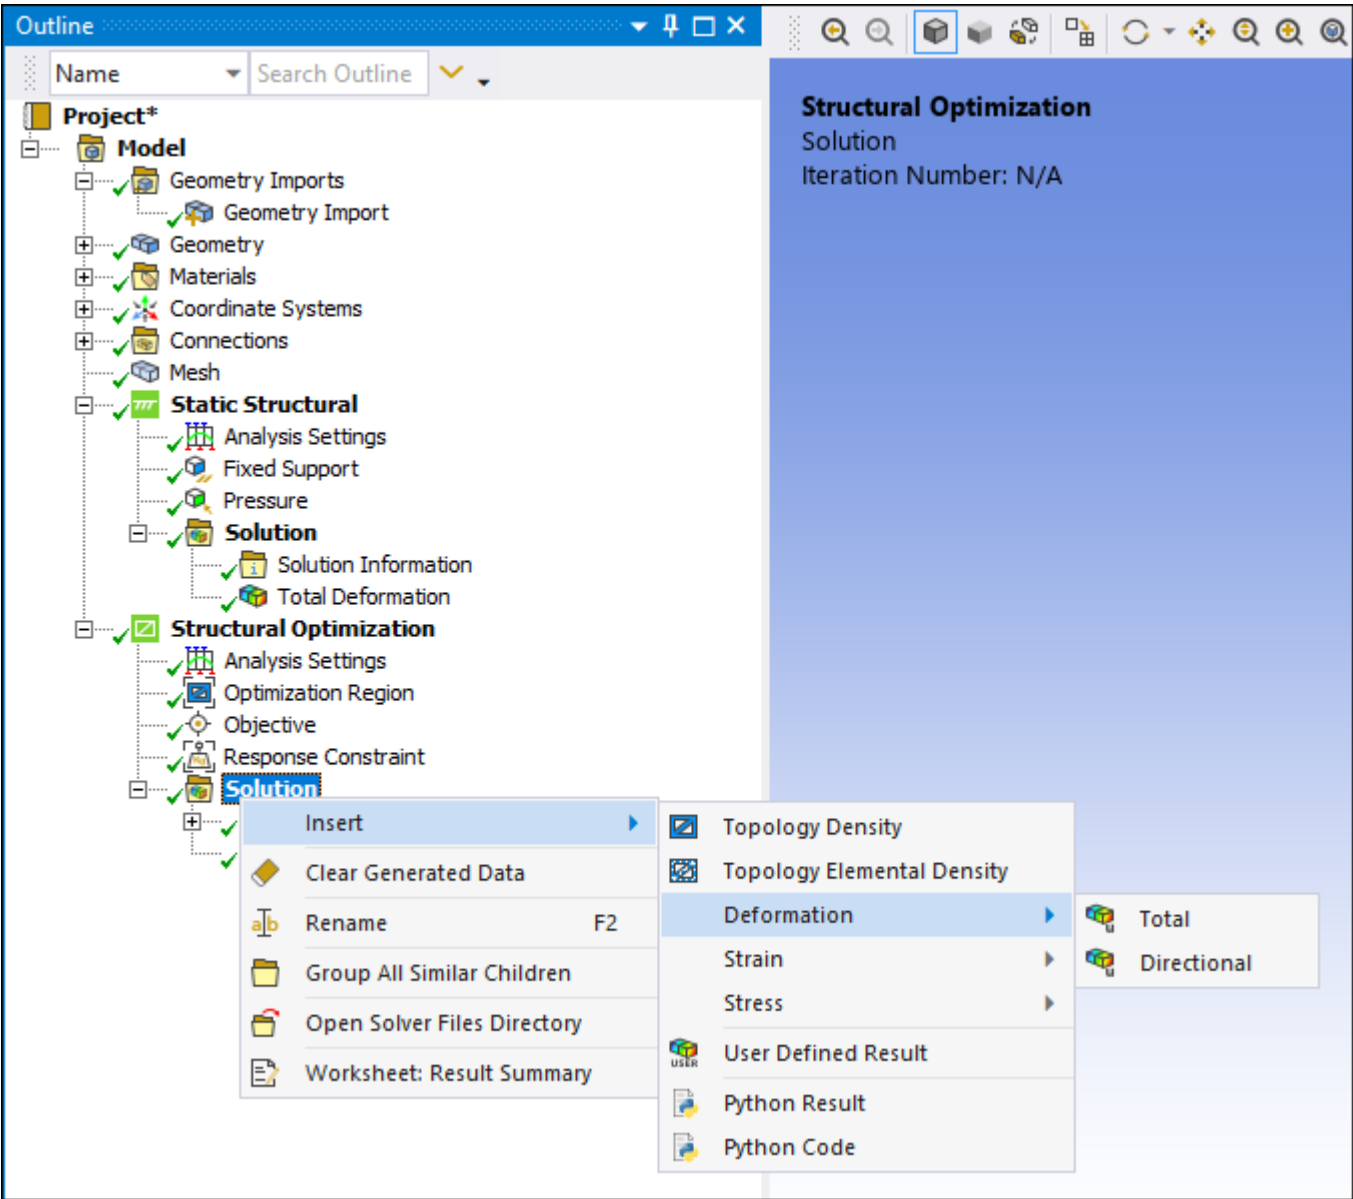 Outline
Name
Search Outline
Project*
Model
Geometry Imports
Geometry Import
Geometry
Materials
Coordinate Systems
Connections
Mesh
Static Structural
Analysis Settings
Fixed Support
Pressure
Solution
Solution Information
Total Deformation
Structural Optimization
Analysis Settings
Optimization Region
Objective
Response Constraint
Solution
Insert
Clear Generated Data
Rename F2
Group All Similar Children
Open Solver Files Directory
Worksheet: Result Summary
Topology Density
Topology Elemental Density
Deformation
Strain
Stress
User Defined Result
Python Result
Python Code
Total
Directional
Structural Optimization
Solution
Iteration Number: N/A